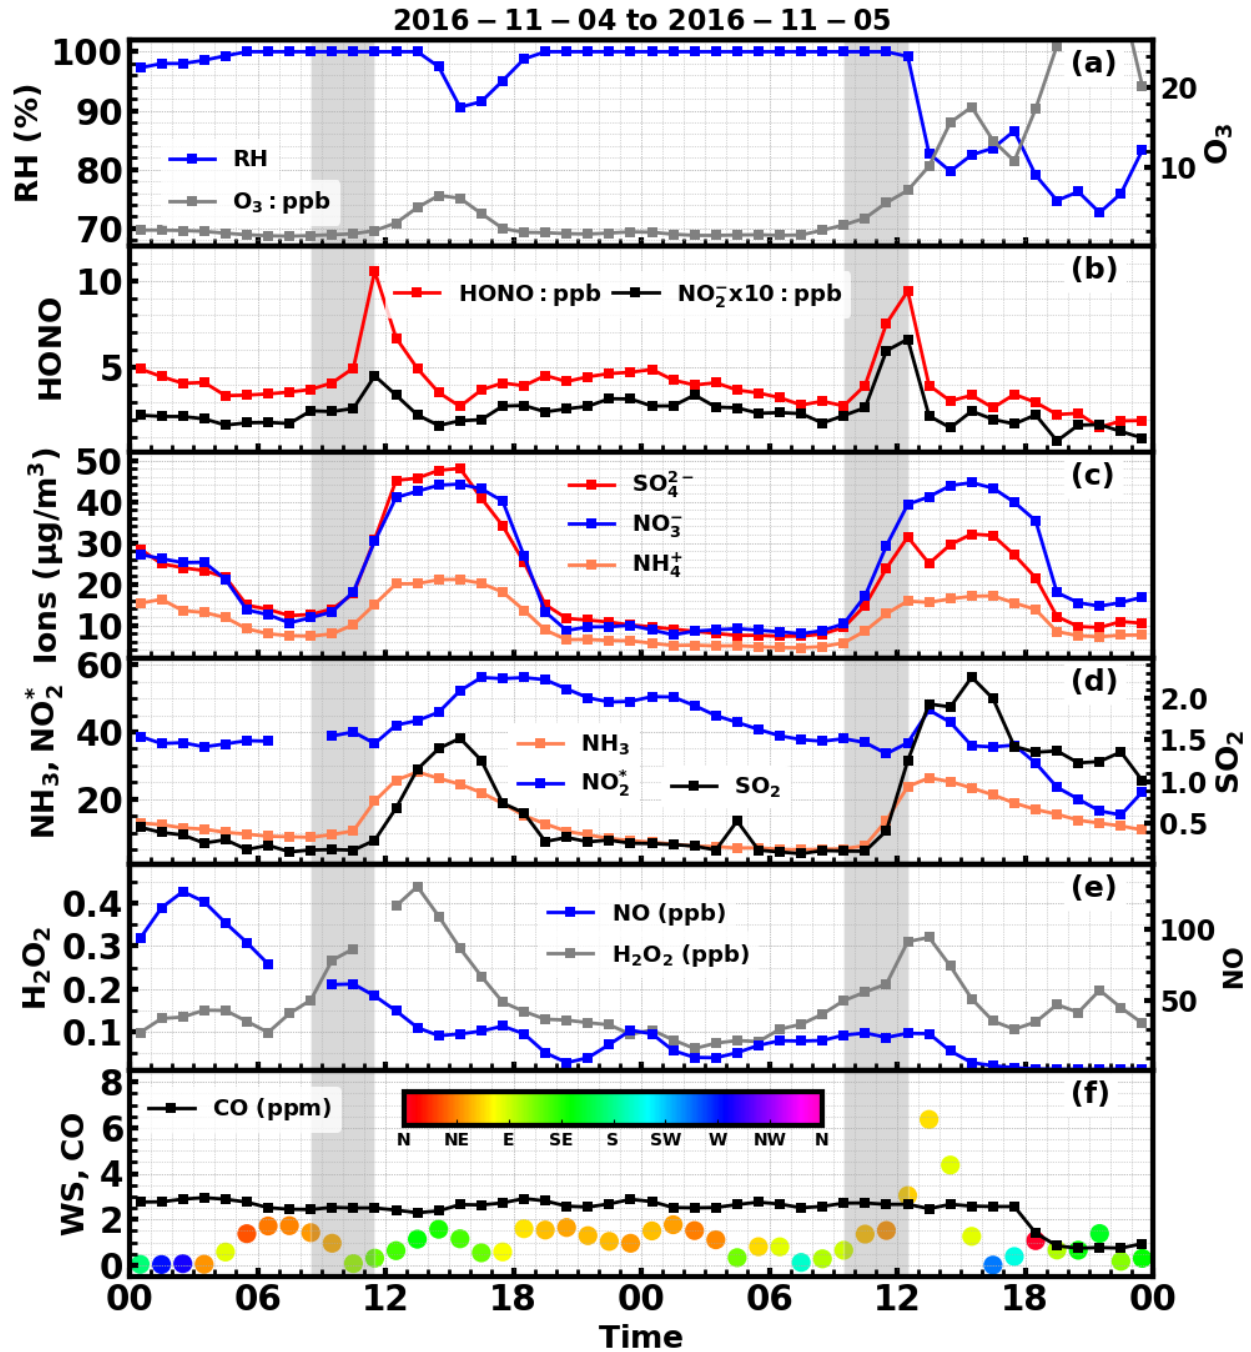 2016 – 11 – 04 to 2016 – 11 – 05
(a)
RH (%)
100
90
80
70
RH
O₃ : ppb
20
10
O₃
(b)
HONO
10
5
HONO : ppb
NO₂⁻x10 : ppb
(c)
Ions (μg/m³)
50
40
30
20
10
SO₄²⁻
NO₃⁻
NH₄⁺
(d)
NH₃, NO₂*
60
60
40
20
NH₃
NO₂*
SO₂
2.0
1.5
1.0
0.5
SO₂
(e)
H₂O₂
0.4
0.3
0.2
0.1
NO (ppb)
H₂O₂ (ppb)
100
50
NO
(f)
WS, CO
8
6
4
2
0
CO (ppm)
N NE E SE S SW W NW N
00 06 12 18 00 06 12 18 00
Time